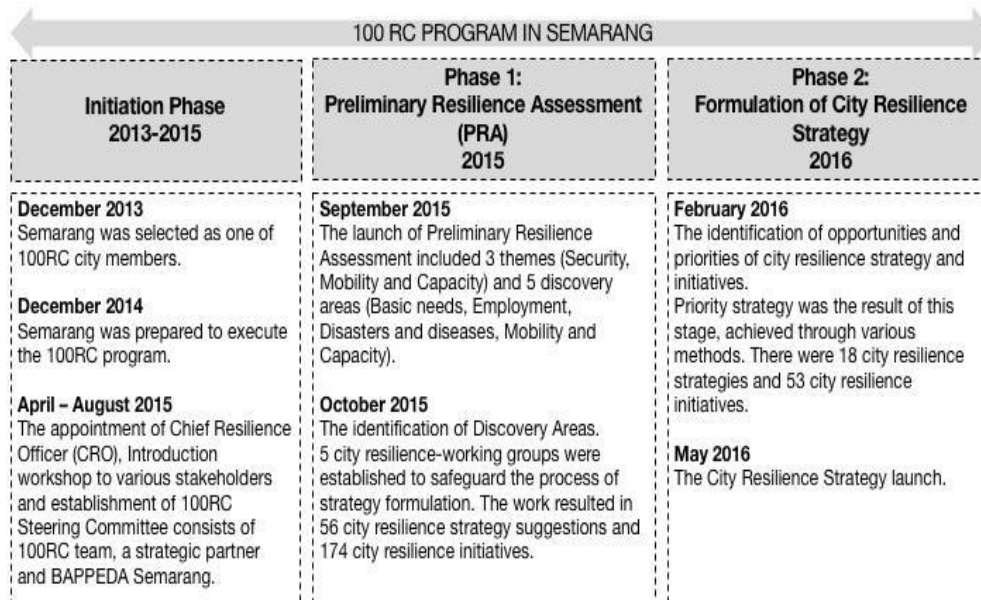 100 RC PROGRAM IN SEMARANG
Initiation Phase
2013-2015
Phase 1:
Preliminary Resilience Assessment
(PRA)
2015
Phase 2:
Formulation of City Resilience
Strategy
2016
December 2013
Semarang was selected as one of
100RC city members.
December 2014
Semarang was prepared to execute
the 100RC program.
April – August 2015
The appointment of Chief Resilience
Officer (CRO), Introduction
workshop to various stakeholders
and establishment of 100RC
Steering Committee consists of
100RC team, a strategic partner
and BAPPEDA Semarang.
September 2015
The launch of Preliminary Resilience
Assessment included 3 themes (Security,
Mobility and Capacity) and 5 discovery
areas (Basic needs, Employment,
Disasters and diseases, Mobility and
Capacity).
October 2015
The identification of Discovery Areas.
5 city resilience-working groups were
established to safeguard the process of
strategy formulation. The work resulted in
56 city resilience strategy suggestions and
174 city resilience initiatives.
February 2016
The identification of opportunities and
priorities of city resilience strategy and
initiatives.
Priority strategy was the result of this
stage, achieved through various
methods. There were 18 city resilience
strategies and 53 city resilience
initiatives.
May 2016
The City Resilience Strategy launch.